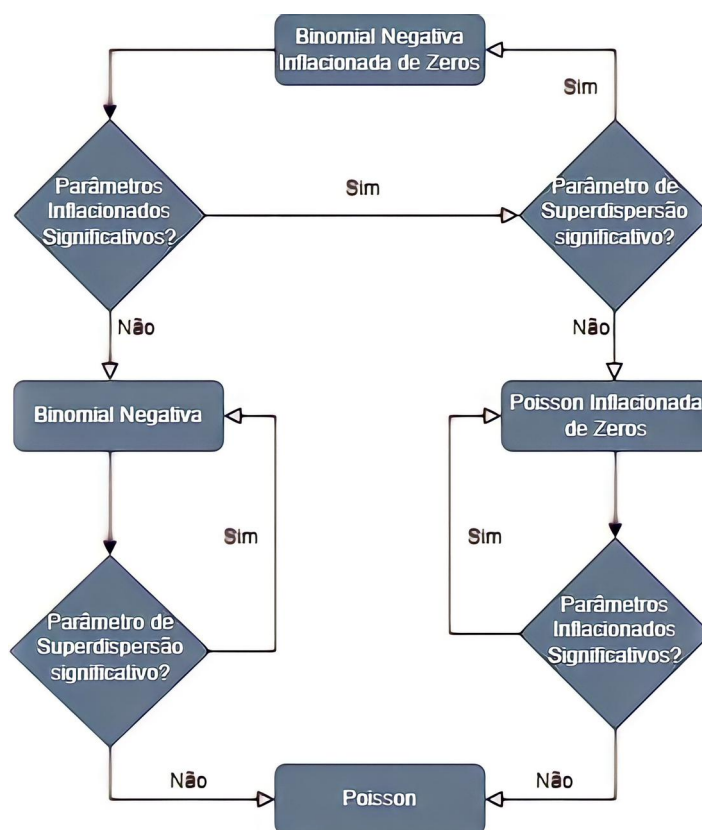 Binomial Negativa
Inflacionada de Zeros
Sim
Parâmetros
Inflacionados
Significativos?
Sim
Parâmetro de
Superdispersão
significativo?
Não
Não
Binomial Negativa
Poisson Inflacionada
de Zeros
Sim
Sim
Parâmetro de
Superdispersão
significativo?
Parâmetros
Inflacionados
Significativos?
Não
Não
Poisson